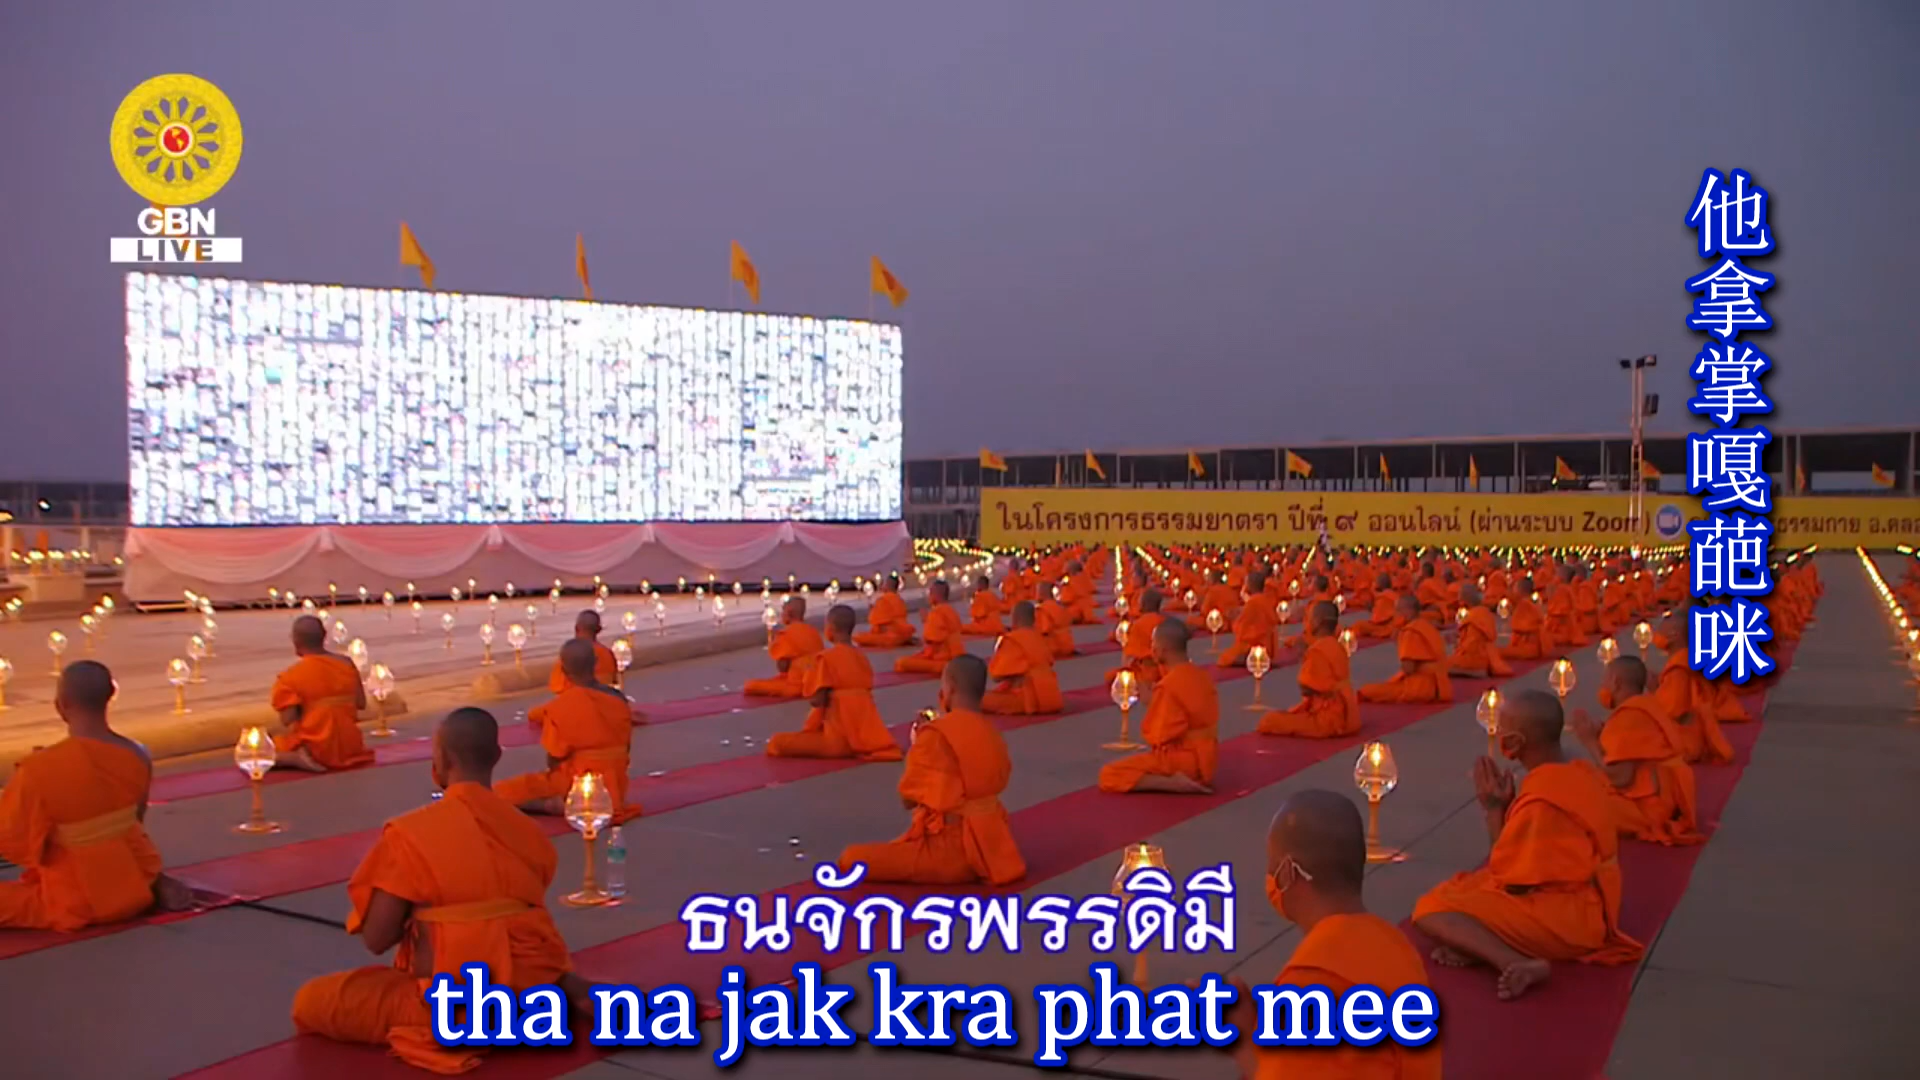 GBN
LIVE
他拿掌嘎葩咪
ในโครงการธรรมยาตรา ปีที่ ๙ ออนไลน์ (ผ่านระบบ Zoom)
ธนจักรพรรดิมี
tha na jak kra phat mee